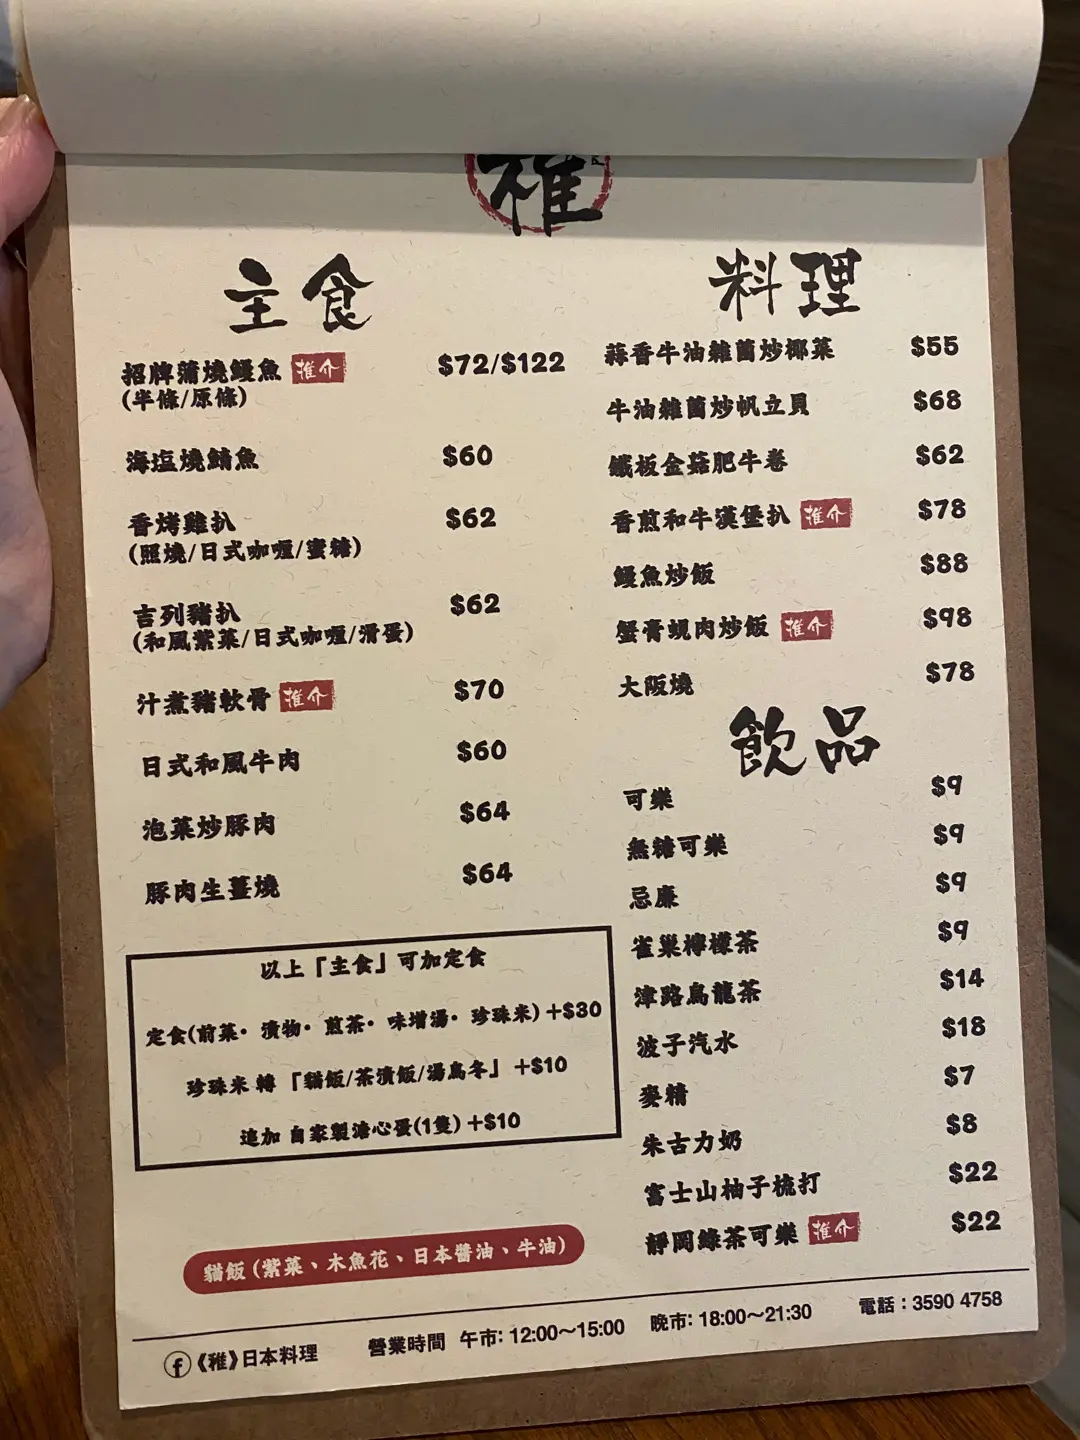 稚
主食
招牌蒲燒鰻魚 推介 $72/$122
(半條/原條)
海塩燒鯖魚 $60
香烤雞扒 $62
(照燒/日式咖喱/蜜糖)
吉列豬扒 $62
(和風紫菜/日式咖喱/滑蛋)
汁煮豬軟骨 推介 $70
日式和風牛肉 $60
泡菜炒豚肉 $64
豚肉生薑燒 $64
以上「主食」可加定食
定食(前菜・漬物・煎茶・味增湯・珍珠米) +$30
珍珠米 轉 「貓飯/茶漬飯/湯烏冬」 +$10
追加 自家製溏心蛋(1隻) +$10
貓飯 (紫菜、木魚花、日本醬油、牛油)
料理
蒜香牛油雜菌炒椰菜 $55
牛油雜菌炒帆立貝 $68
鐵板金菇肥牛卷 $62
香煎和牛漢堡扒 推介 $78
鰻魚炒飯 $88
蟹膏蜆肉炒飯 推介 $98
大阪燒 $78
飲品
可樂 $9
無糖可樂 $9
忌廉 $9
雀巢檸檬茶 $9
津路烏龍茶 $14
波子汽水 $18
麥精 $7
朱古力奶 $8
富士山柚子梳打 $22
靜岡綠茶可樂 推介 $22
《稚》日本料理 營業時間 午市: 12:00～15:00 晚市: 18:00～21:30 電話：3590 4758